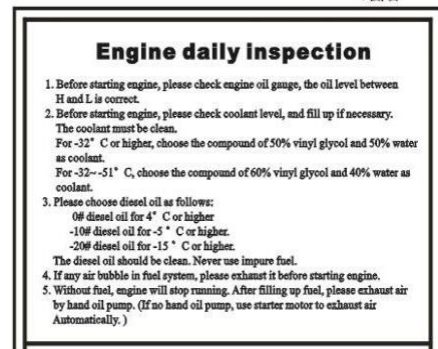 Engine daily inspection
1. Before starting engine, please check engine oil gauge, the oil level between
H and L is correct.
2. Before starting engine, please check coolant level, and fill up if necessary.
The coolant must be clean.
For -32° C or higher, choose the compound of 50% vinyl glycol and 50% water
as coolant.
For -32~-51° C, choose the compound of 60% vinyl glycol and 40% water as
coolant.
3. Please choose diesel oil as follows:
0# diesel oil for 4° C or higher
-10# diesel oil for -5 ° C or higher.
-20# diesel oil for -15 ° C or higher.
The diesel oil should be clean. Never use impure fuel.
4. If any air bubble in fuel system, please exhaust it before starting engine.
5. Without fuel, engine will stop running. After filling up fuel, please exhaust air
by hand oil pump. (If no hand oil pump, use starter motor to exhaust air
Automatically. )